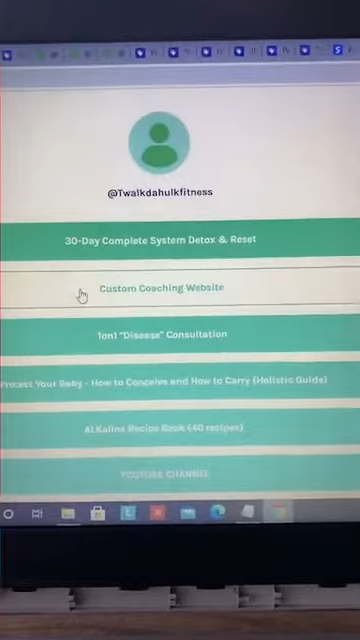 @Twalkdahulkfitness
30-Day Complete System Detox & Reset
Custom Coaching Website
1on1 "Disease" Consultation
Protect Your Baby - How to Conceive and How to Carry (Holistic Guide)
ALKaline Recipe Book (40 recipes)
YOUTUBE CHANNEL